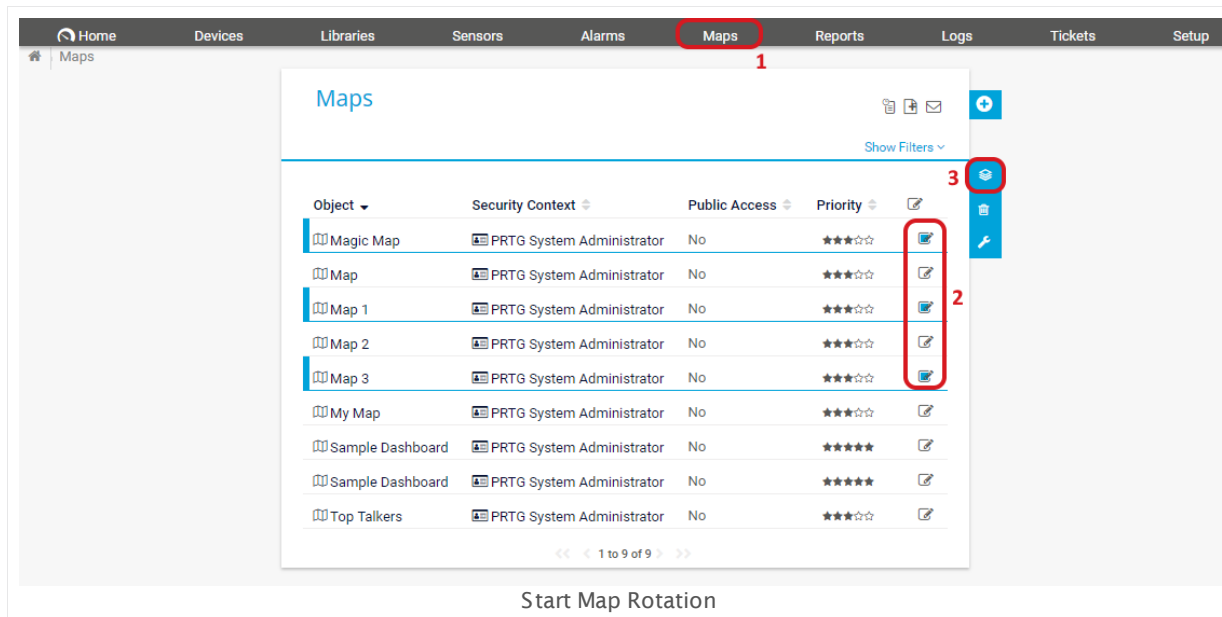 Home Devices Libraries Sensors Alarms Maps Reports Logs Tickets Setup
Maps
1
Maps
Show Filters
3
Object Security Context Public Access Priority
Magic Map PRTG System Administrator No
Map PRTG System Administrator No
2
Map 1 PRTG System Administrator No
Map 2 PRTG System Administrator No
Map 3 PRTG System Administrator No
My Map PRTG System Administrator No
Sample Dashboard PRTG System Administrator No
Sample Dashboard PRTG System Administrator No
Top Talkers PRTG System Administrator No
<< < 1 to 9 of 9 > >>
Start Map Rotation